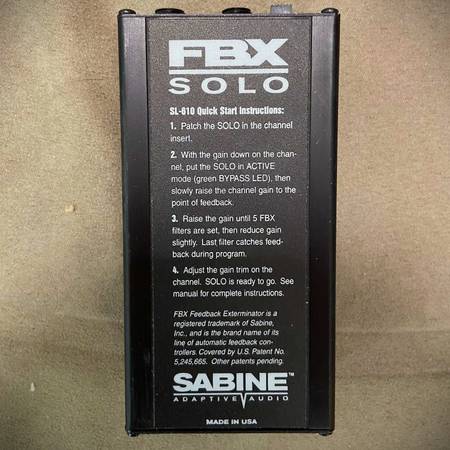 FBX
SOLO
SL-610 Quick Start Instructions:
1. Patch the SOLO in the channel
insert.
2. With the gain down on the chan-
nel, put the SOLO in ACTIVE
mode (green BYPASS LED), then
slowly raise the channel gain to the
point of feedback.
3. Raise the gain until 5 FBX
filters are set, then reduce gain
slightly. Last filter catches feed-
back during program.
4. Adjust the gain trim on the
channel. SOLO is ready to go. See
manual for complete instructions.
FBX Feedback Exterminator is a
registered trademark of Sabine,
Inc., and is the brand name of its
line of automatic feedback con-
trollers. Covered by U.S. Patent No.
5,245,665. Other patents pending.
SABINE™
ADAPTIVE AUDIO
MADE IN USA